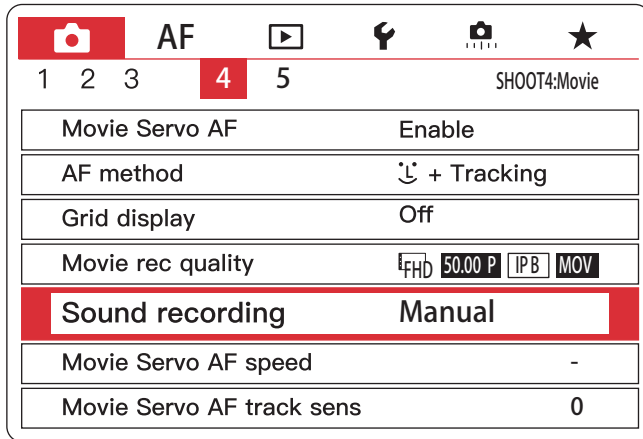 AF
1 2 3 4 5 SHOOT4:Movie
Movie Servo AF Enable
AF method + Tracking
Grid display Off
Movie rec quality FHD 50.00 P IPB MOV
Sound recording Manual
Movie Servo AF speed -
Movie Servo AF track sens 0